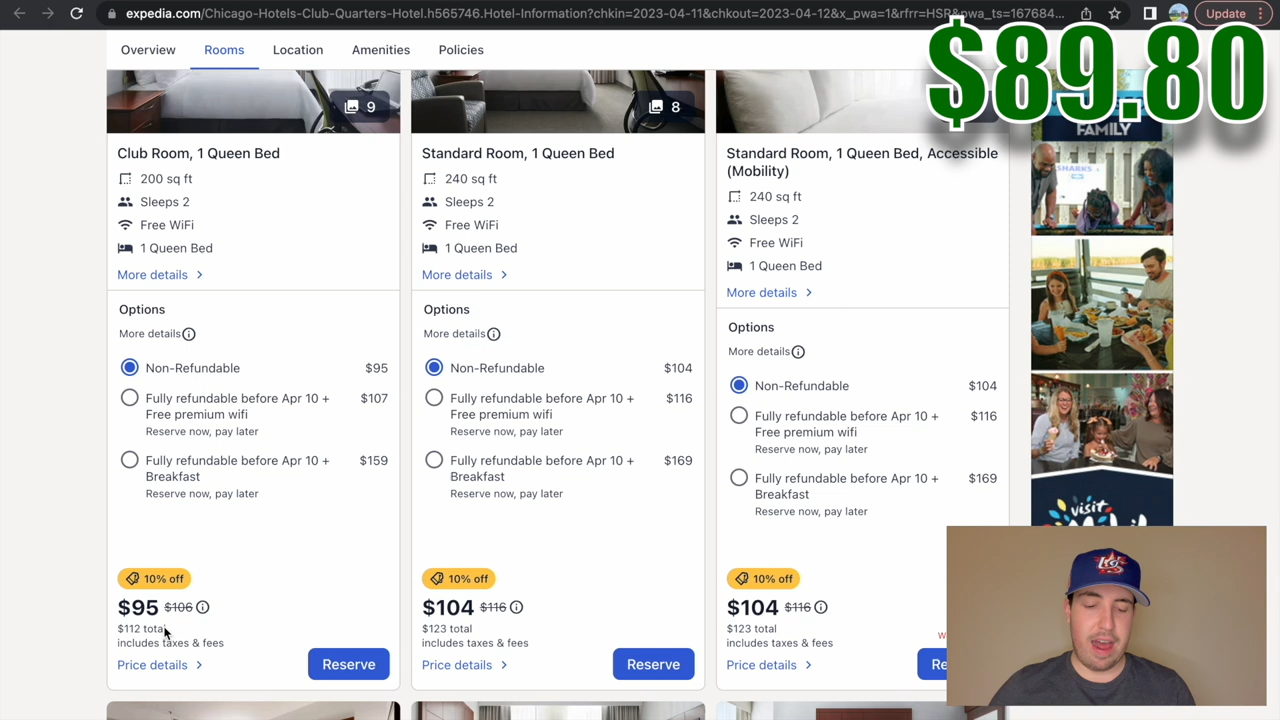 expedia.com/Chicago-Hotels-Club-Quarters-Hotel.h565746.Hotel-Information?chkin=2023-04-11&chkout=2023-04-12&x_pwa=1&rfrr=HSR&pwa_ts=167684...
Update
Overview
Rooms
Location
Amenities
Policies
$89.80
9
8
FAMILY
SHARKS
Club Room, 1 Queen Bed
200 sq ft
Sleeps 2
Free WiFi
1 Queen Bed
More details
Options
More details
Non-Refundable $95
Fully refundable before Apr 10 + $107
Free premium wifi
Reserve now, pay later
Fully refundable before Apr 10 + $159
Breakfast
Reserve now, pay later
10% off
$95 $106
$112 total
includes taxes & fees
Price details
Reserve
Standard Room, 1 Queen Bed
240 sq ft
Sleeps 2
Free WiFi
1 Queen Bed
More details
Options
More details
Non-Refundable $104
Fully refundable before Apr 10 + $116
Free premium wifi
Reserve now, pay later
Fully refundable before Apr 10 + $169
Breakfast
Reserve now, pay later
10% off
$104 $116
$123 total
includes taxes & fees
Price details
Reserve
Standard Room, 1 Queen Bed, Accessible
(Mobility)
240 sq ft
Sleeps 2
Free WiFi
1 Queen Bed
More details
Options
More details
Non-Refundable $104
Fully refundable before Apr 10 + $116
Free premium wifi
Reserve now, pay later
Fully refundable before Apr 10 + $169
Breakfast
Reserve now, pay later
10% off
$104 $116
$123 total
includes taxes & fees
Price details
Re
visit